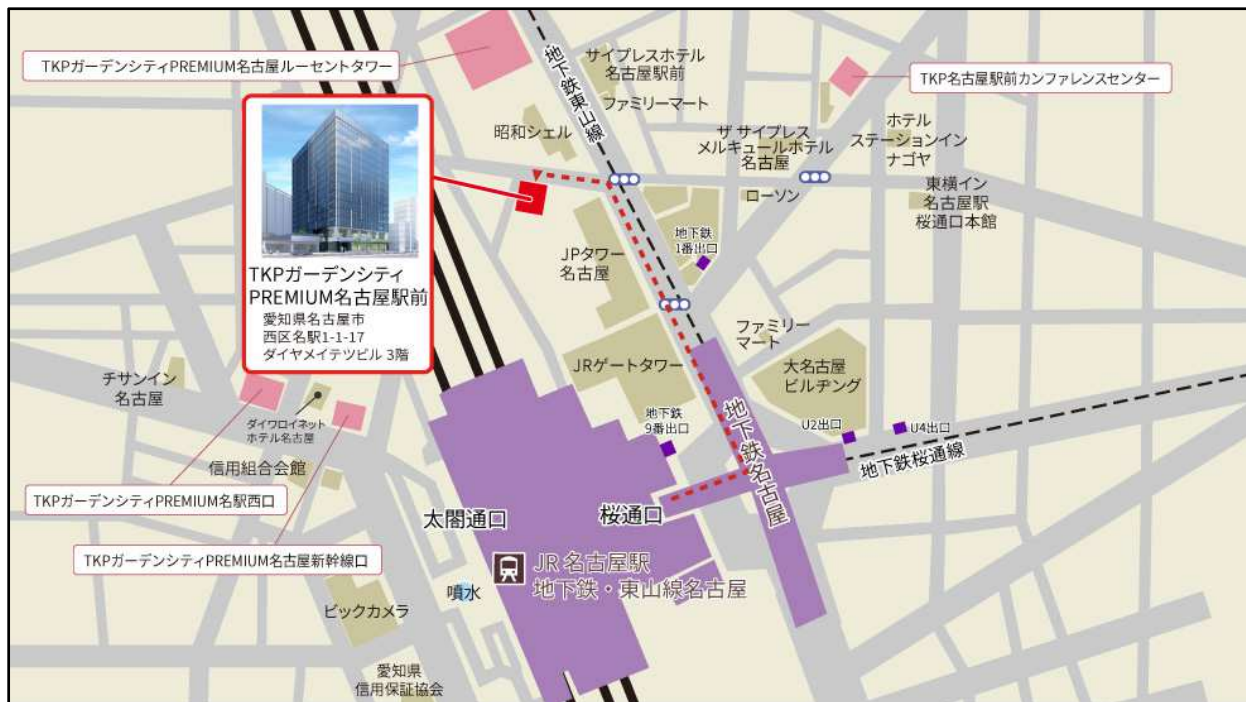 TKPガーデンシティPREMIUM名古屋ルーセントタワー
地下鉄東山線
サイプレスホテル
名古屋駅前
ファミリーマート
TKP名古屋駅前カンファレンスセンター
昭和シェル
ザ サイプレス
メルキュールホテル
名古屋
ホテル
ステーションイン
ナゴヤ
ローソン
東横イン
名古屋駅
桜通口本館
地下鉄
1番出口
JPタワー
名古屋
TKPガーデンシティ
PREMIUM名古屋駅前
愛知県名古屋市
西区名駅1-1-17
ダイヤメイテツビル 3階
ファミリー
マート
JRゲートタワー
大名古屋
ビルヂング
チサンイン
名古屋
ダイワロイネット
ホテル名古屋
地下鉄
9番出口
U2出口
U4出口
地下鉄名古屋
地下鉄桜通線
信用組合会館
TKPガーデンシティPREMIUM名駅西口
太閤通口
桜通口
TKPガーデンシティPREMIUM名古屋新幹線口
JR 名古屋駅
地下鉄・東山線名古屋
噴水
ビックカメラ
愛知県
信用保証協会